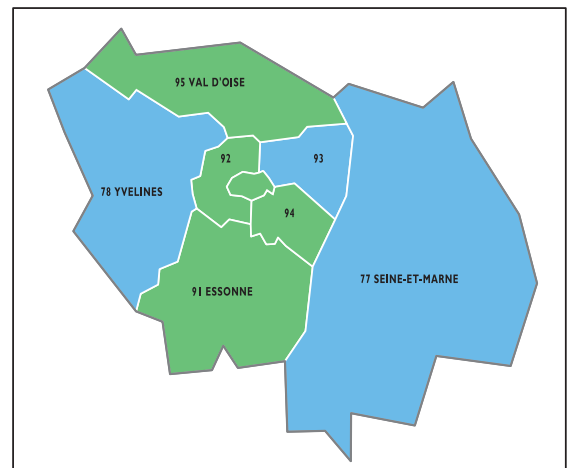 95 VAL D'OISE
92
93
78 YVELINES
94
77 SEINE-ET-MARNE
91 ESSONNE